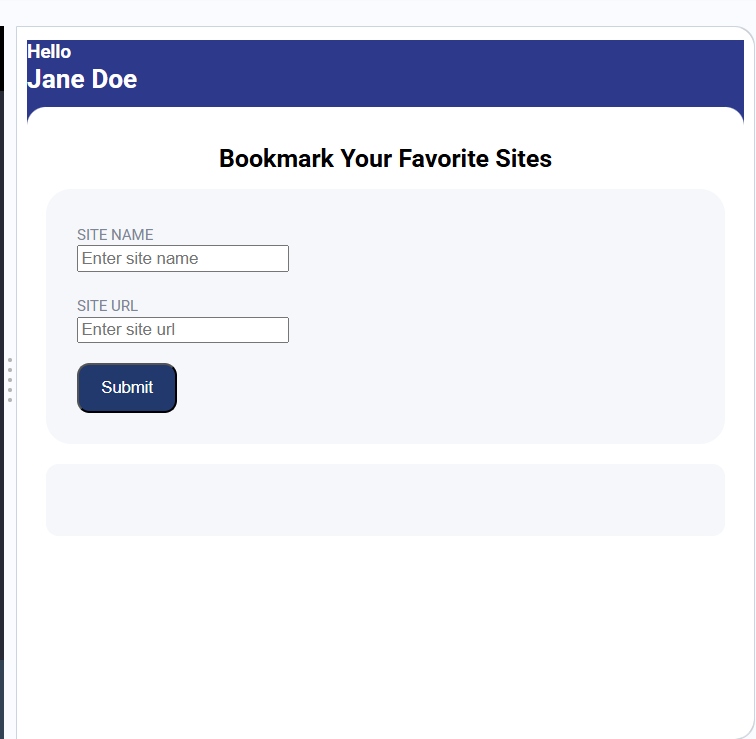 Hello
Jane Doe
Bookmark Your Favorite Sites
SITE NAME
Enter site name
SITE URL
Enter site url
Submit